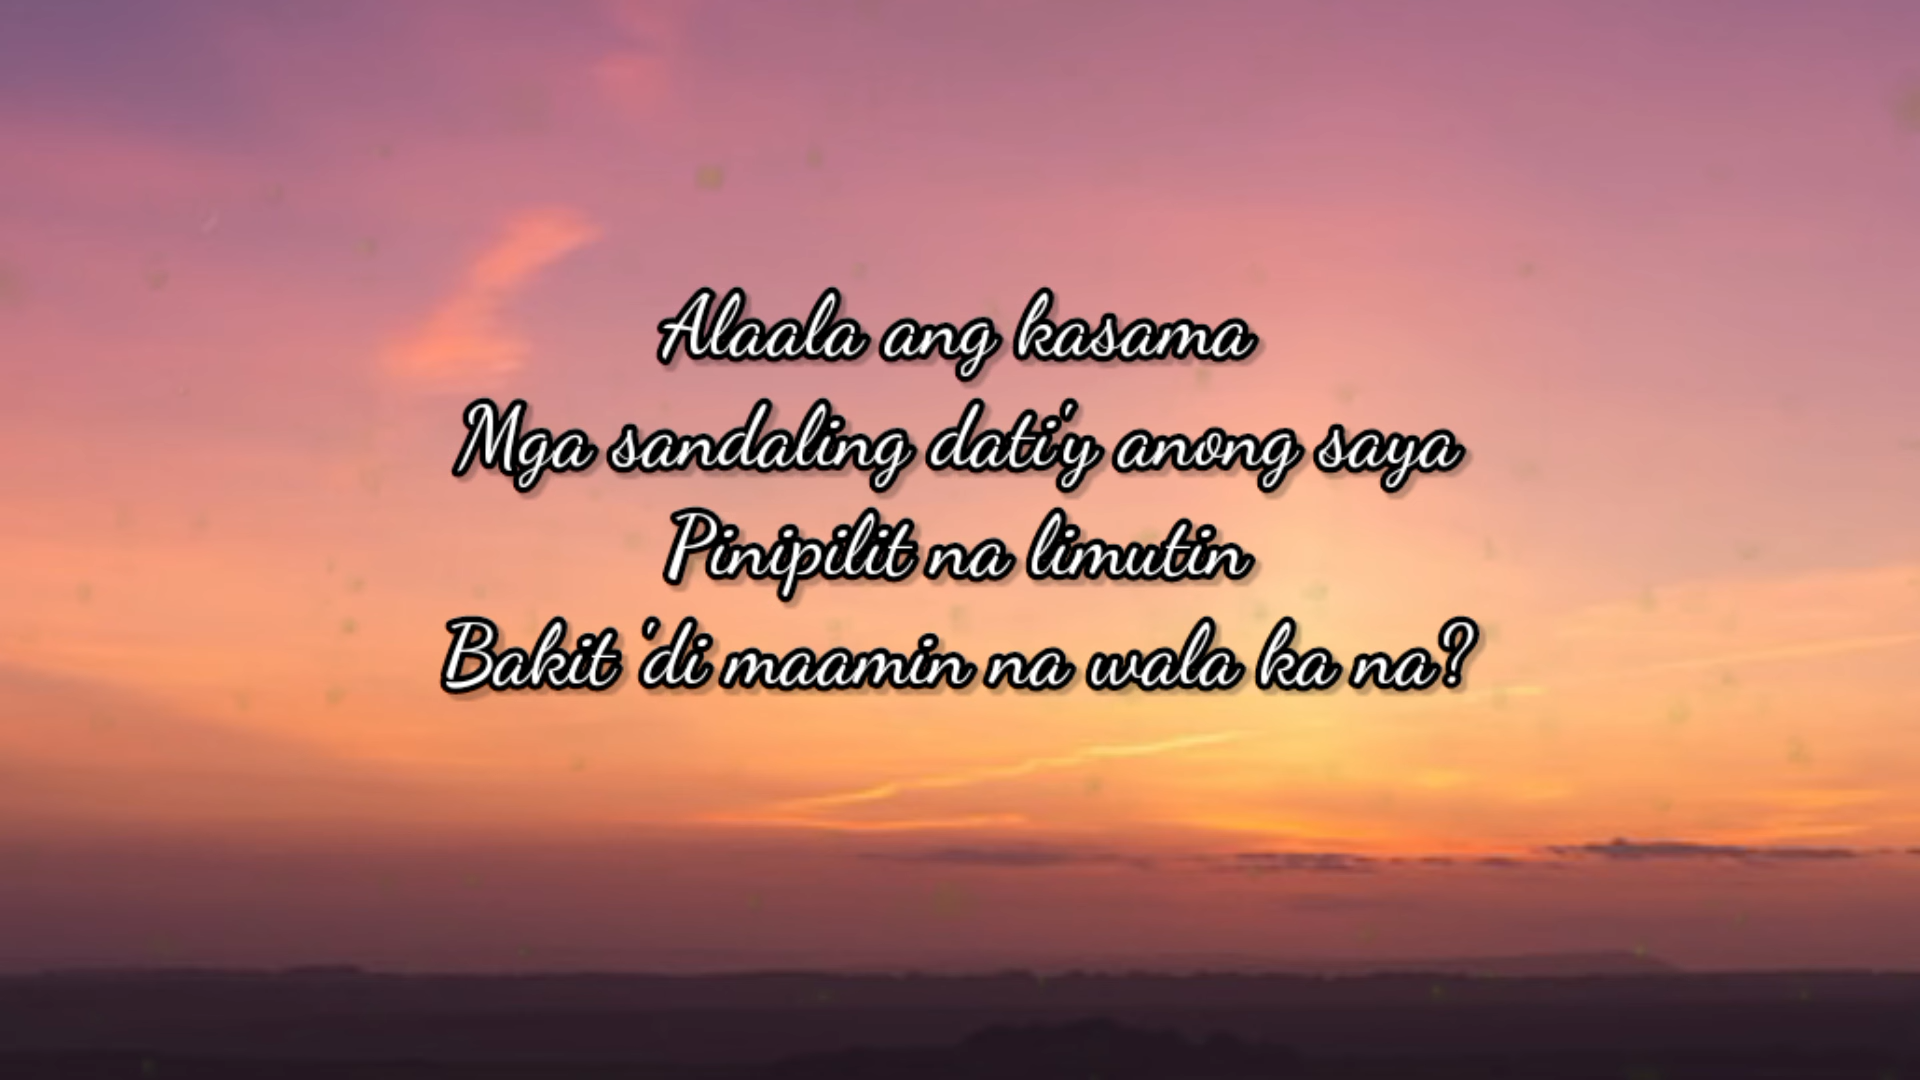 Alaala ang kasama
Mga sandaling dati'y anong saya
Pinipilit na limutin
Bakit 'di maamin na wala ka na?